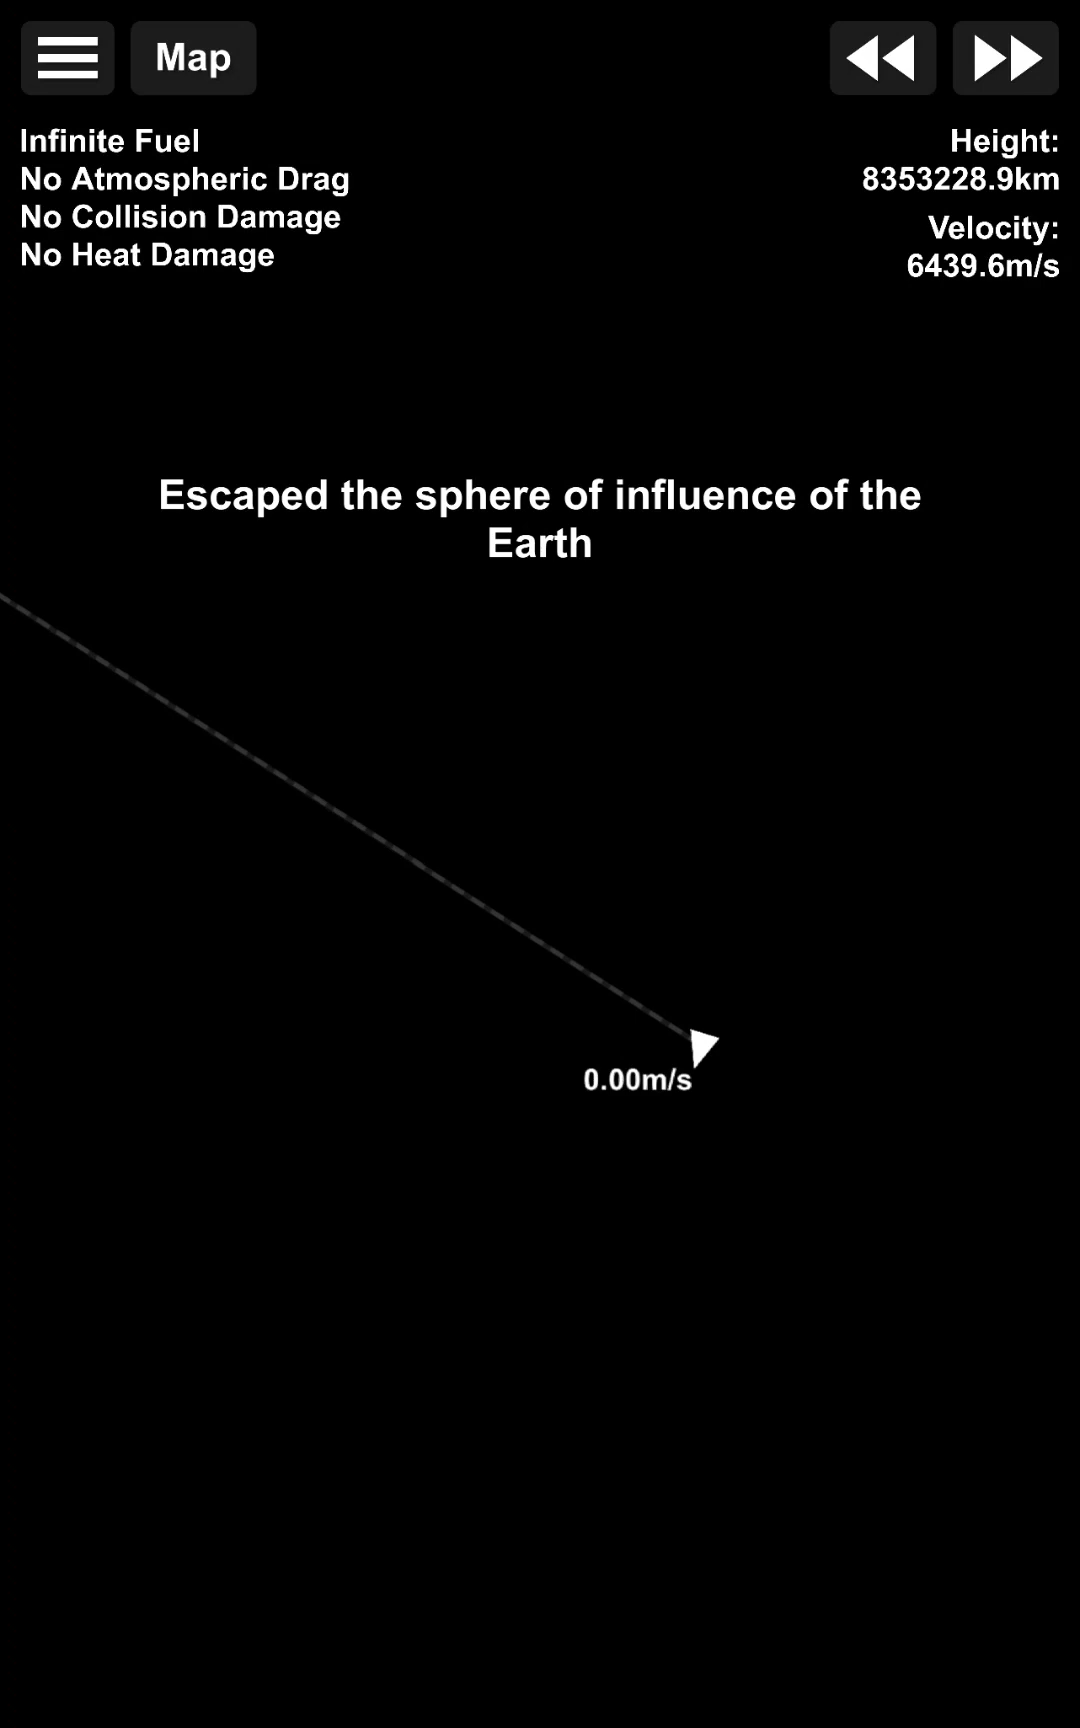 Map
Infinite Fuel
No Atmospheric Drag
No Collision Damage
No Heat Damage
Height:
8353228.9km
Velocity:
6439.6m/s
Escaped the sphere of influence of the
Earth
0.00m/s